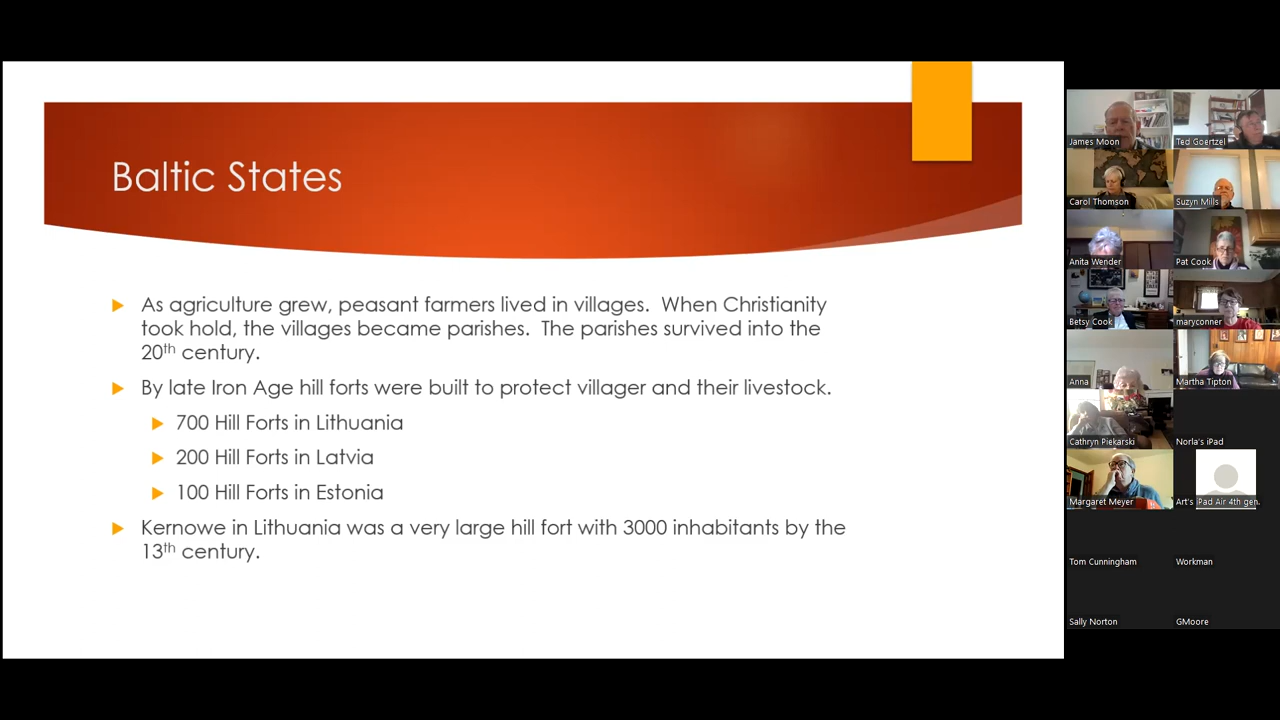 Baltic States
As agriculture grew, peasant farmers lived in villages. When Christianity
took hold, the villages became parishes. The parishes survived into the
20th century.
By late Iron Age hill forts were built to protect villager and their livestock.
700 Hill Forts in Lithuania
200 Hill Forts in Latvia
100 Hill Forts in Estonia
Kernowe in Lithuania was a very large hill fort with 3000 inhabitants by the
13th century.
James Moon
Ted Goertzel
Carol Thomson
Suzyn Mills
Anita Wender
Pat Cook
Betsy Cook
maryconner
Anna
Martha Tipton
Cathryn Piekarski
Norla's iPad
Margaret Meyer
Art's iPad Air 4th gen.
Tom Cunningham
Workman
Sally Norton
GMoore